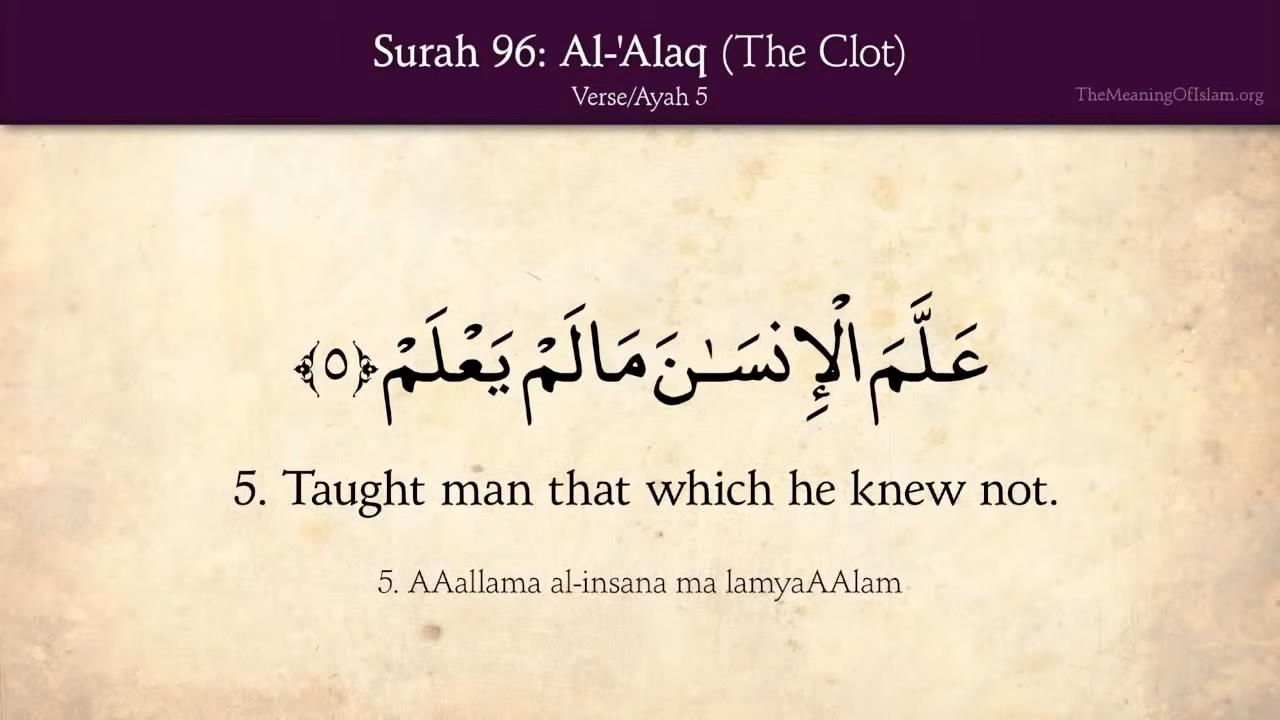 Surah 96: Al-'Alaq (The Clot)
Verse/Ayah 5
TheMeaningOfIslam.org
عَلَّمَ الْإِنسَـٰنَ مَا لَمْ يَعْلَمْ ﴿٥﴾
5. Taught man that which he knew not.
5. AAallama al-insana ma lamyaAAlam